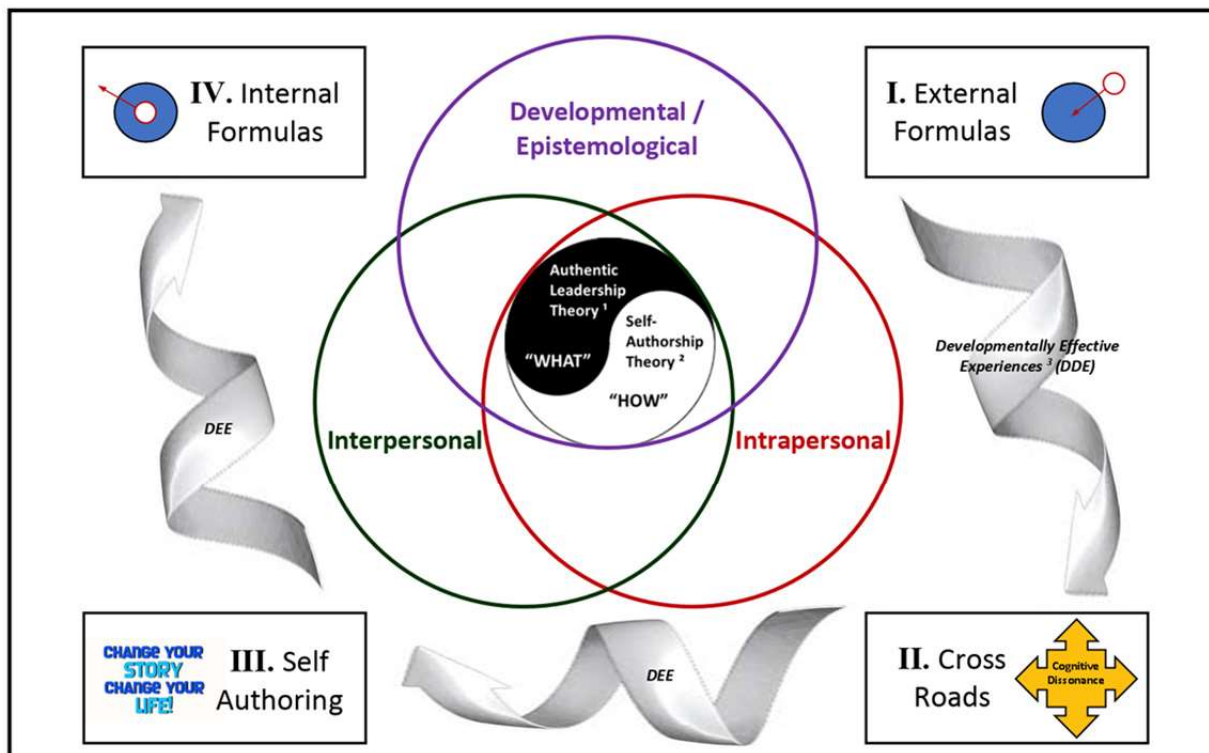 IV. Internal
Formulas
Developmental /
Epistemological
I. External
Formulas
Authentic
Leadership
Theory ¹
"WHAT"
Self-
Authorship
Theory ²
"HOW"
Developmentally Effective
Experiences ³ (DDE)
DEE
Interpersonal
Intrapersonal
CHANGE YOUR
STORY
CHANGE YOUR
LIFE!
III. Self
Authoring
DEE
II. Cross
Roads
Cognitive
Dissonance